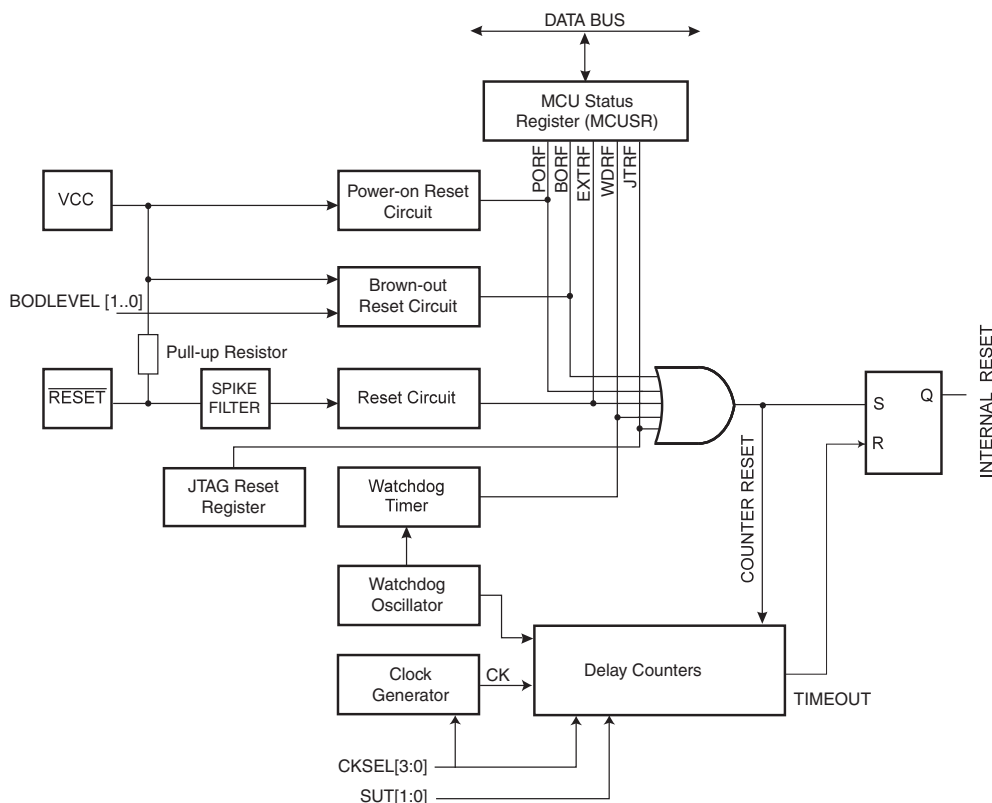 DATA BUS
MCU Status
Register (MCUSR)
PORF
BORF
EXTRF
WDRF
JTRF
VCC
Power-on Reset
Circuit
Brown-out
Reset Circuit
BODLEVEL [1..0]
Pull-up Resistor
RESET
SPIKE
FILTER
Reset Circuit
S
Q
R
INTERNAL RESET
JTAG Reset
Register
Watchdog
Timer
COUNTER RESET
Watchdog
Oscillator
Clock
Generator
CK
Delay Counters
TIMEOUT
CKSEL[3:0]
SUT[1:0]